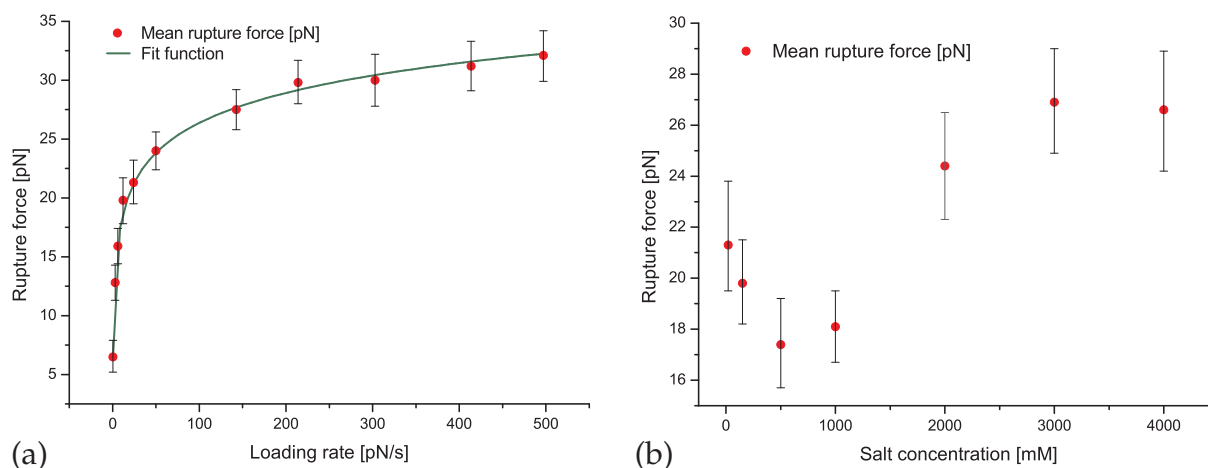 35
30
25
20
15
10
5
Rupture force [pN]
Mean rupture force [pN]
Fit function
0
100
200
300
400
500
Loading rate [pN/s]
(a)
30
28
26
24
22
20
18
16
Rupture force [pN]
Mean rupture force [pN]
0
1000
2000
3000
4000
Salt concentration [mM]
(b)